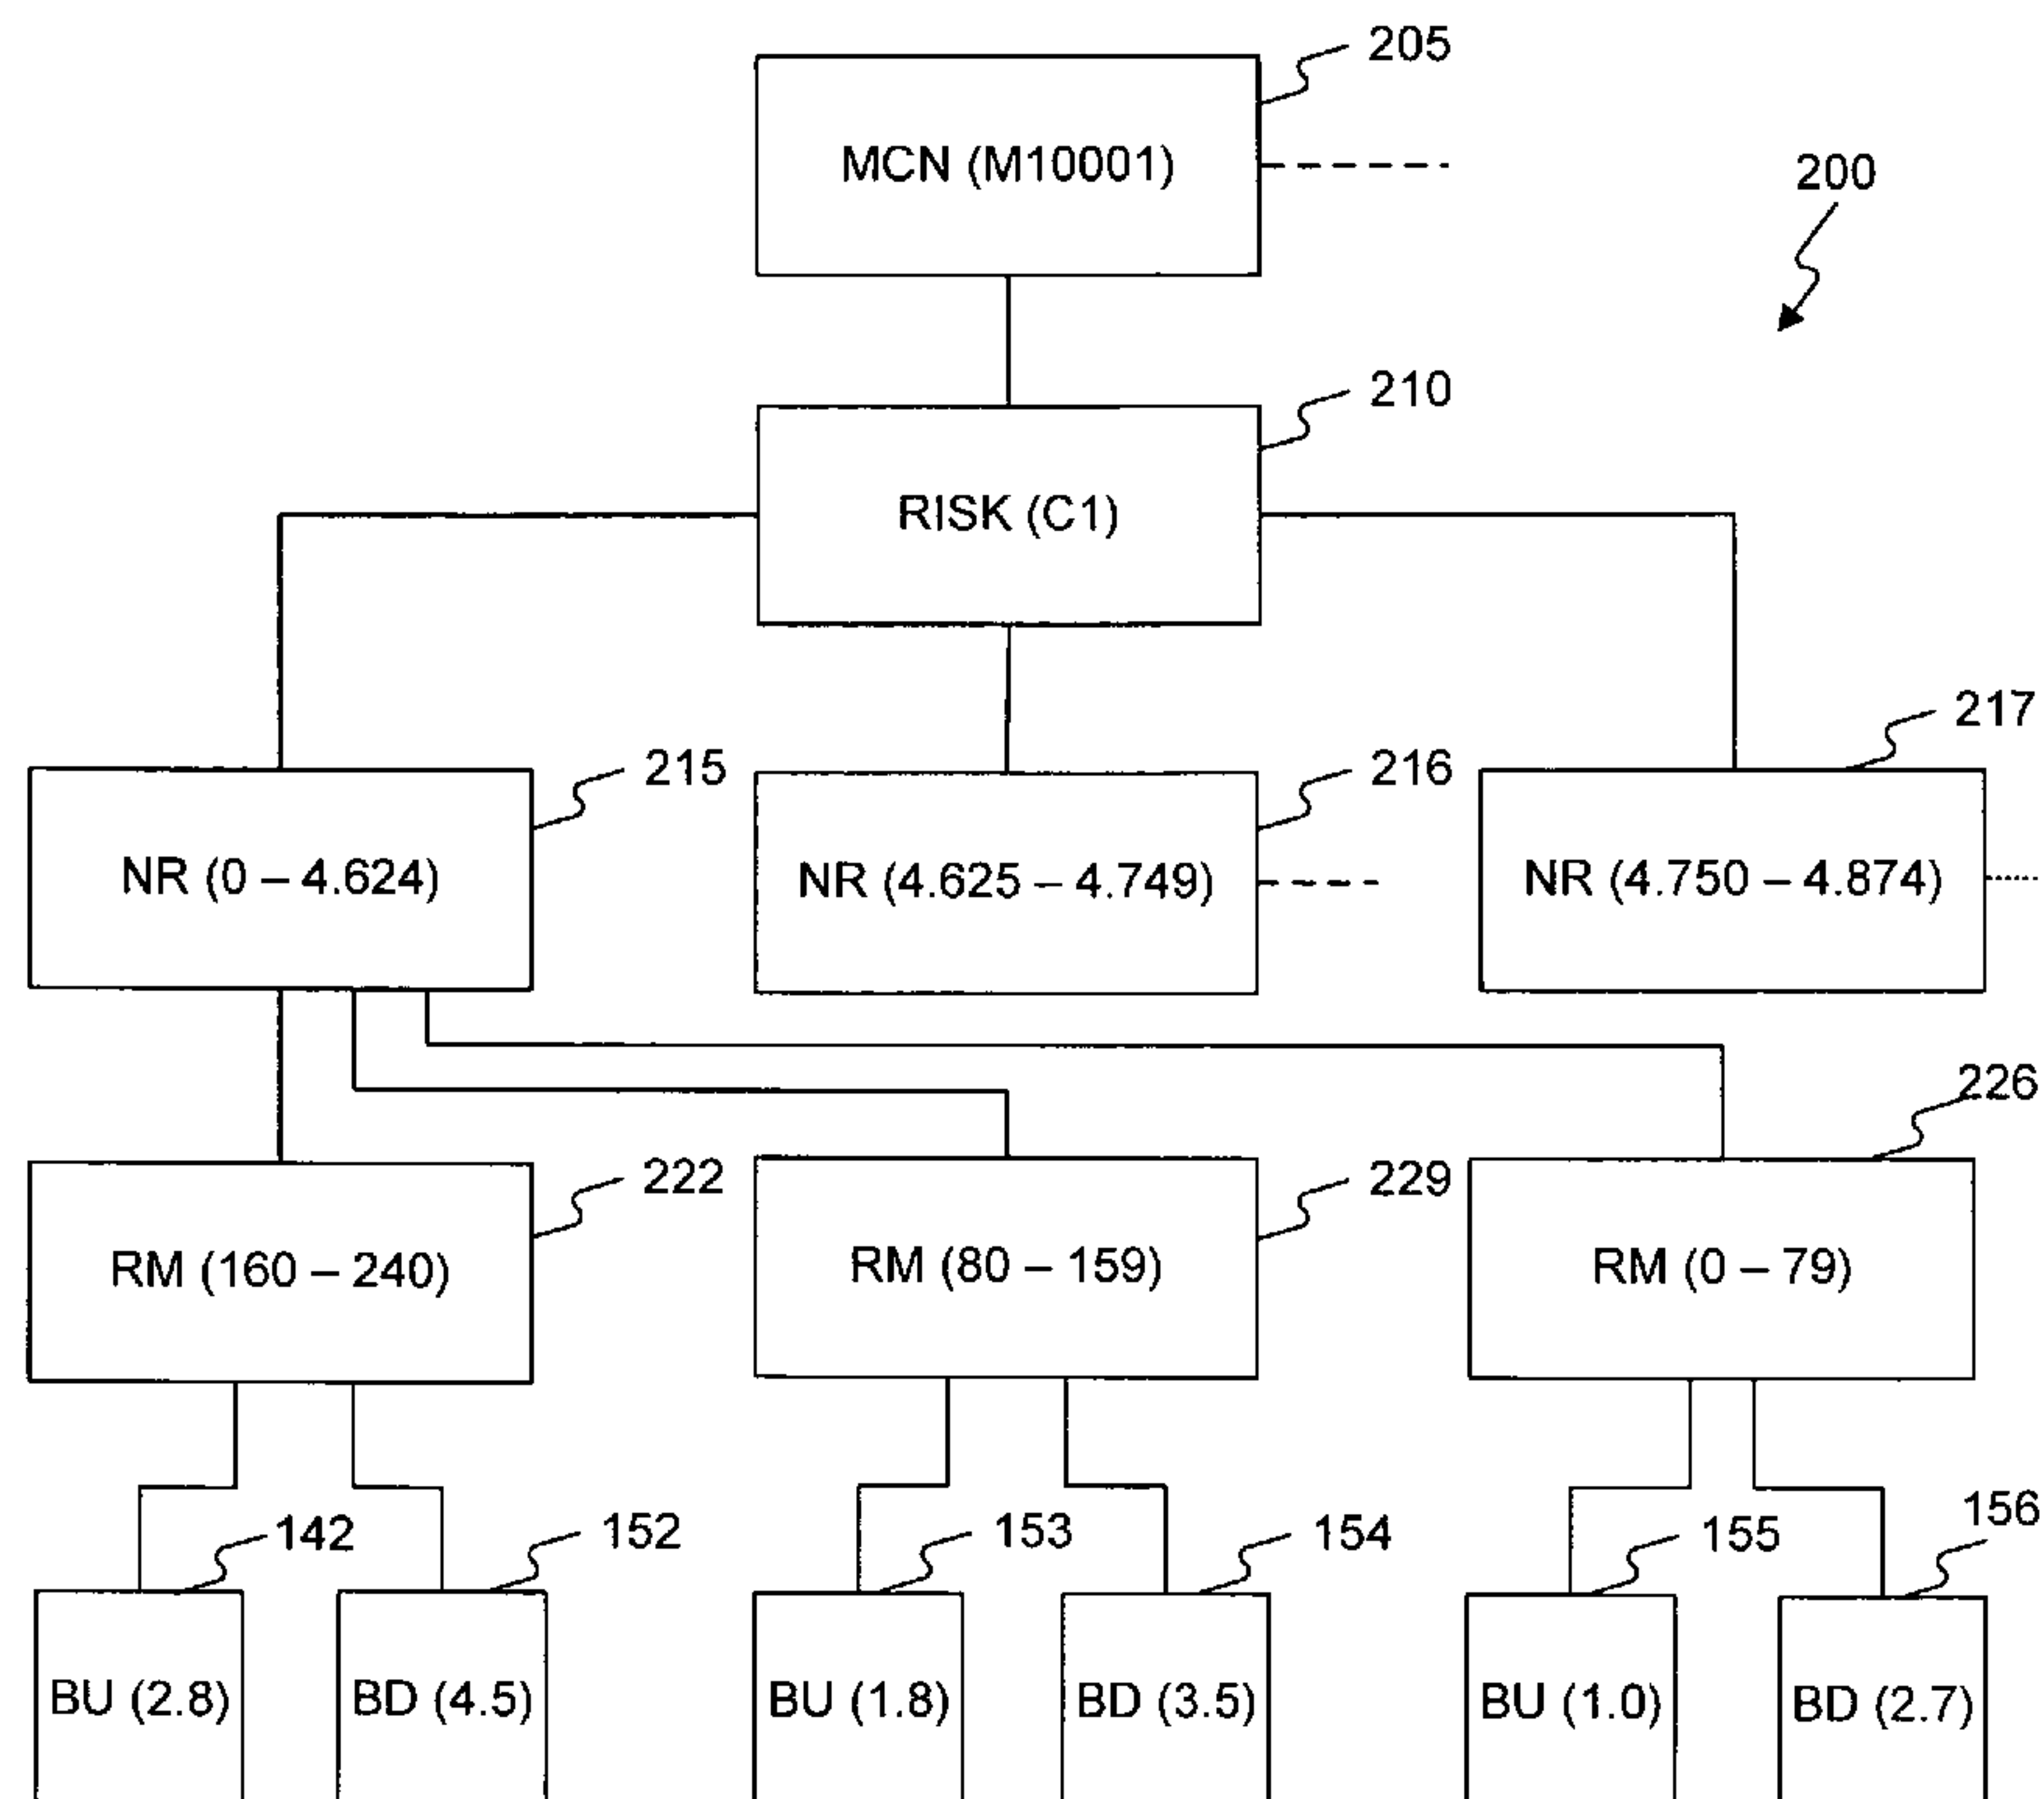 205
MCN (M10001)
200
210
RISK (C1)
217
215
216
NR (0 – 4.624)
NR (4.625 – 4.749)
NR (4.750 – 4.874)
226
222
229
RM (160 – 240)
RM (80 – 159)
RM (0 – 79)
142
152
153
154
155
156
BU (2.8)
BD (4.5)
BU (1.8)
BD (3.5)
BU (1.0)
BD (2.7)